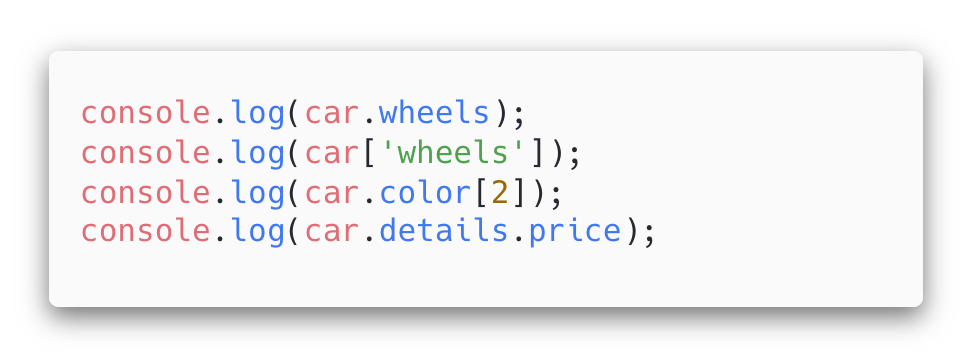 console.log(car.wheels);
console.log(car['wheels']);
console.log(car.color[2]);
console.log(car.details.price);